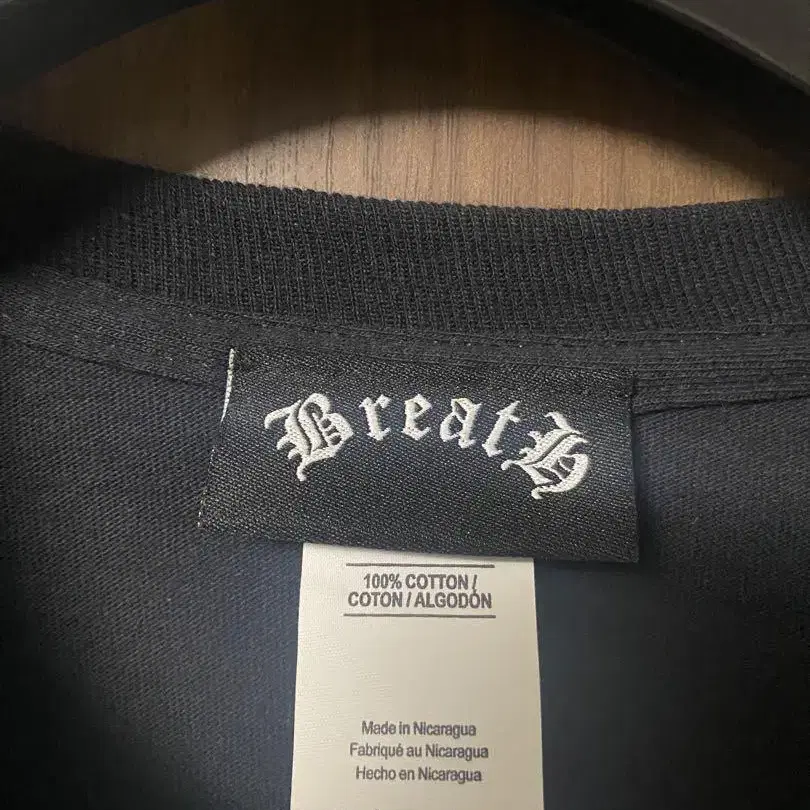 Breath
100% COTTON /
COTON / ALGODÓN
Made in Nicaragua
Fabriqué au Nicaragua
Hecho en Nicaragua